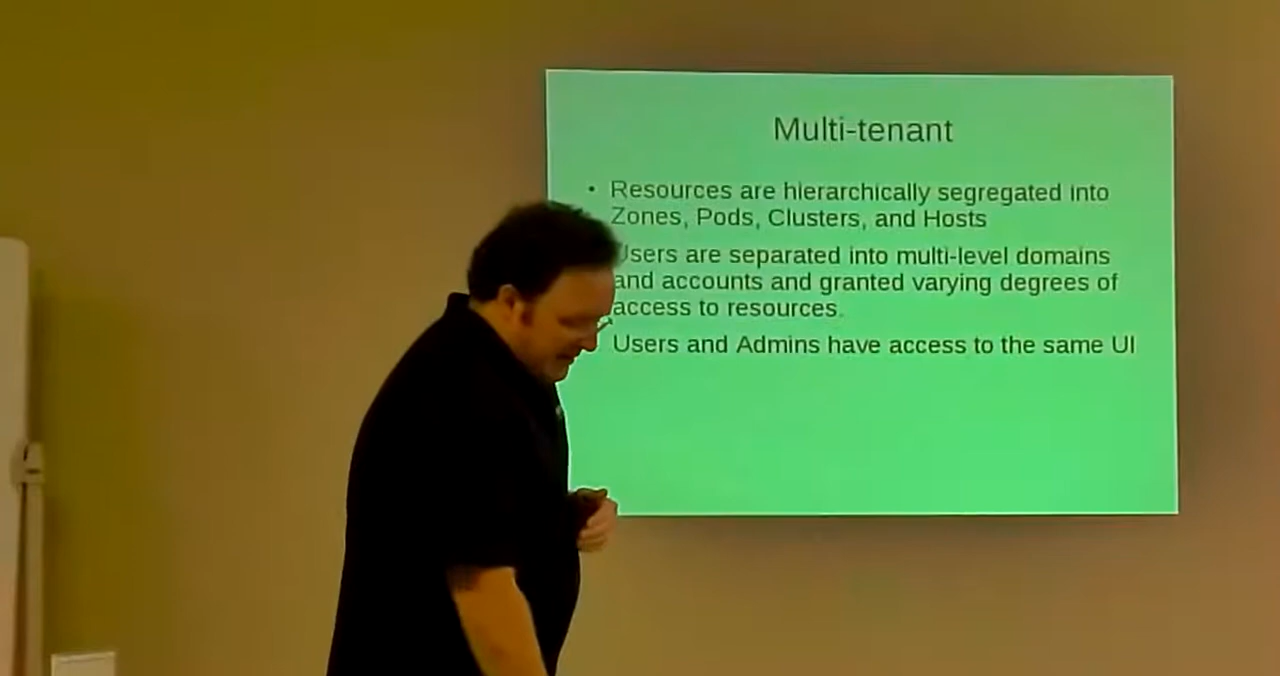 Multi-tenant
• Resources are hierarchically segregated into
Zones, Pods, Clusters, and Hosts
Users are separated into multi-level domains
and accounts and granted varying degrees of
access to resources.
Users and Admins have access to the same UI